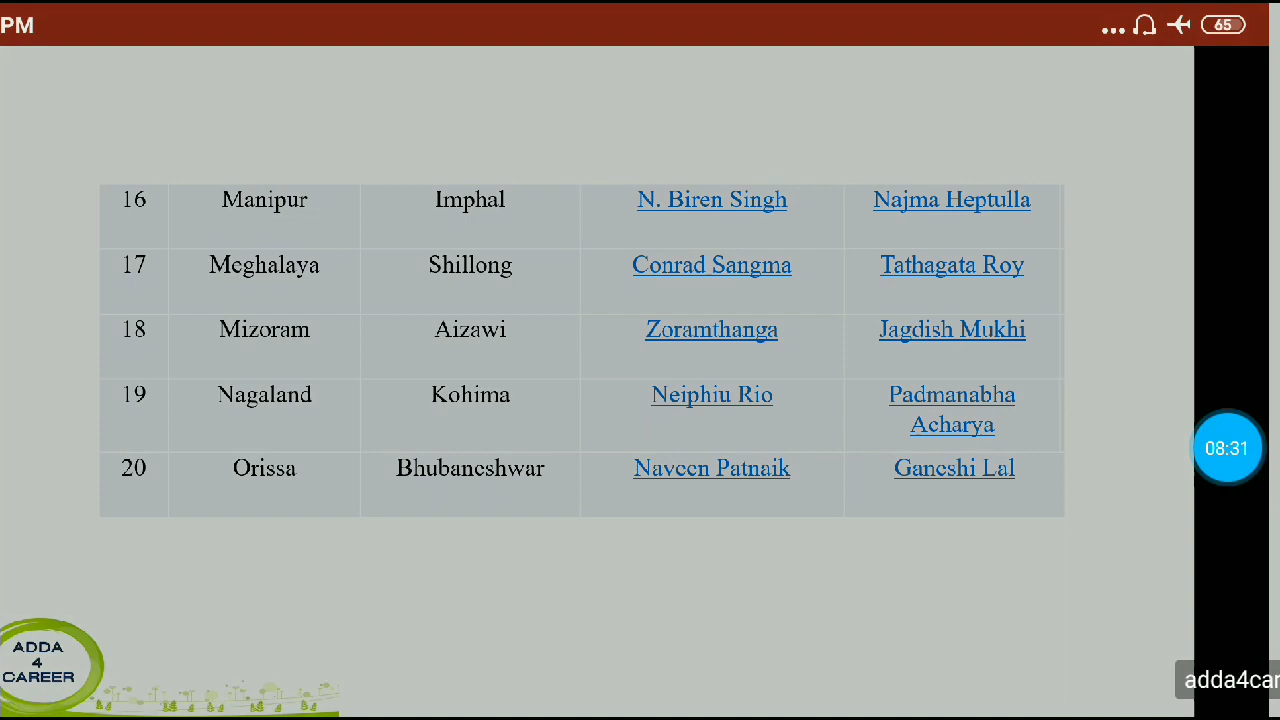 PM
65
16 Manipur Imphal N. Biren Singh Najma Heptulla
17 Meghalaya Shillong Conrad Sangma Tathagata Roy
18 Mizoram Aizawi Zoramthanga Jagdish Mukhi
19 Nagaland Kohima Neiphiu Rio Padmanabha
Acharya
20 Orissa Bhubaneshwar Naveen Patnaik Ganeshi Lal
08:31
ADDA
4
CAREER
adda4car